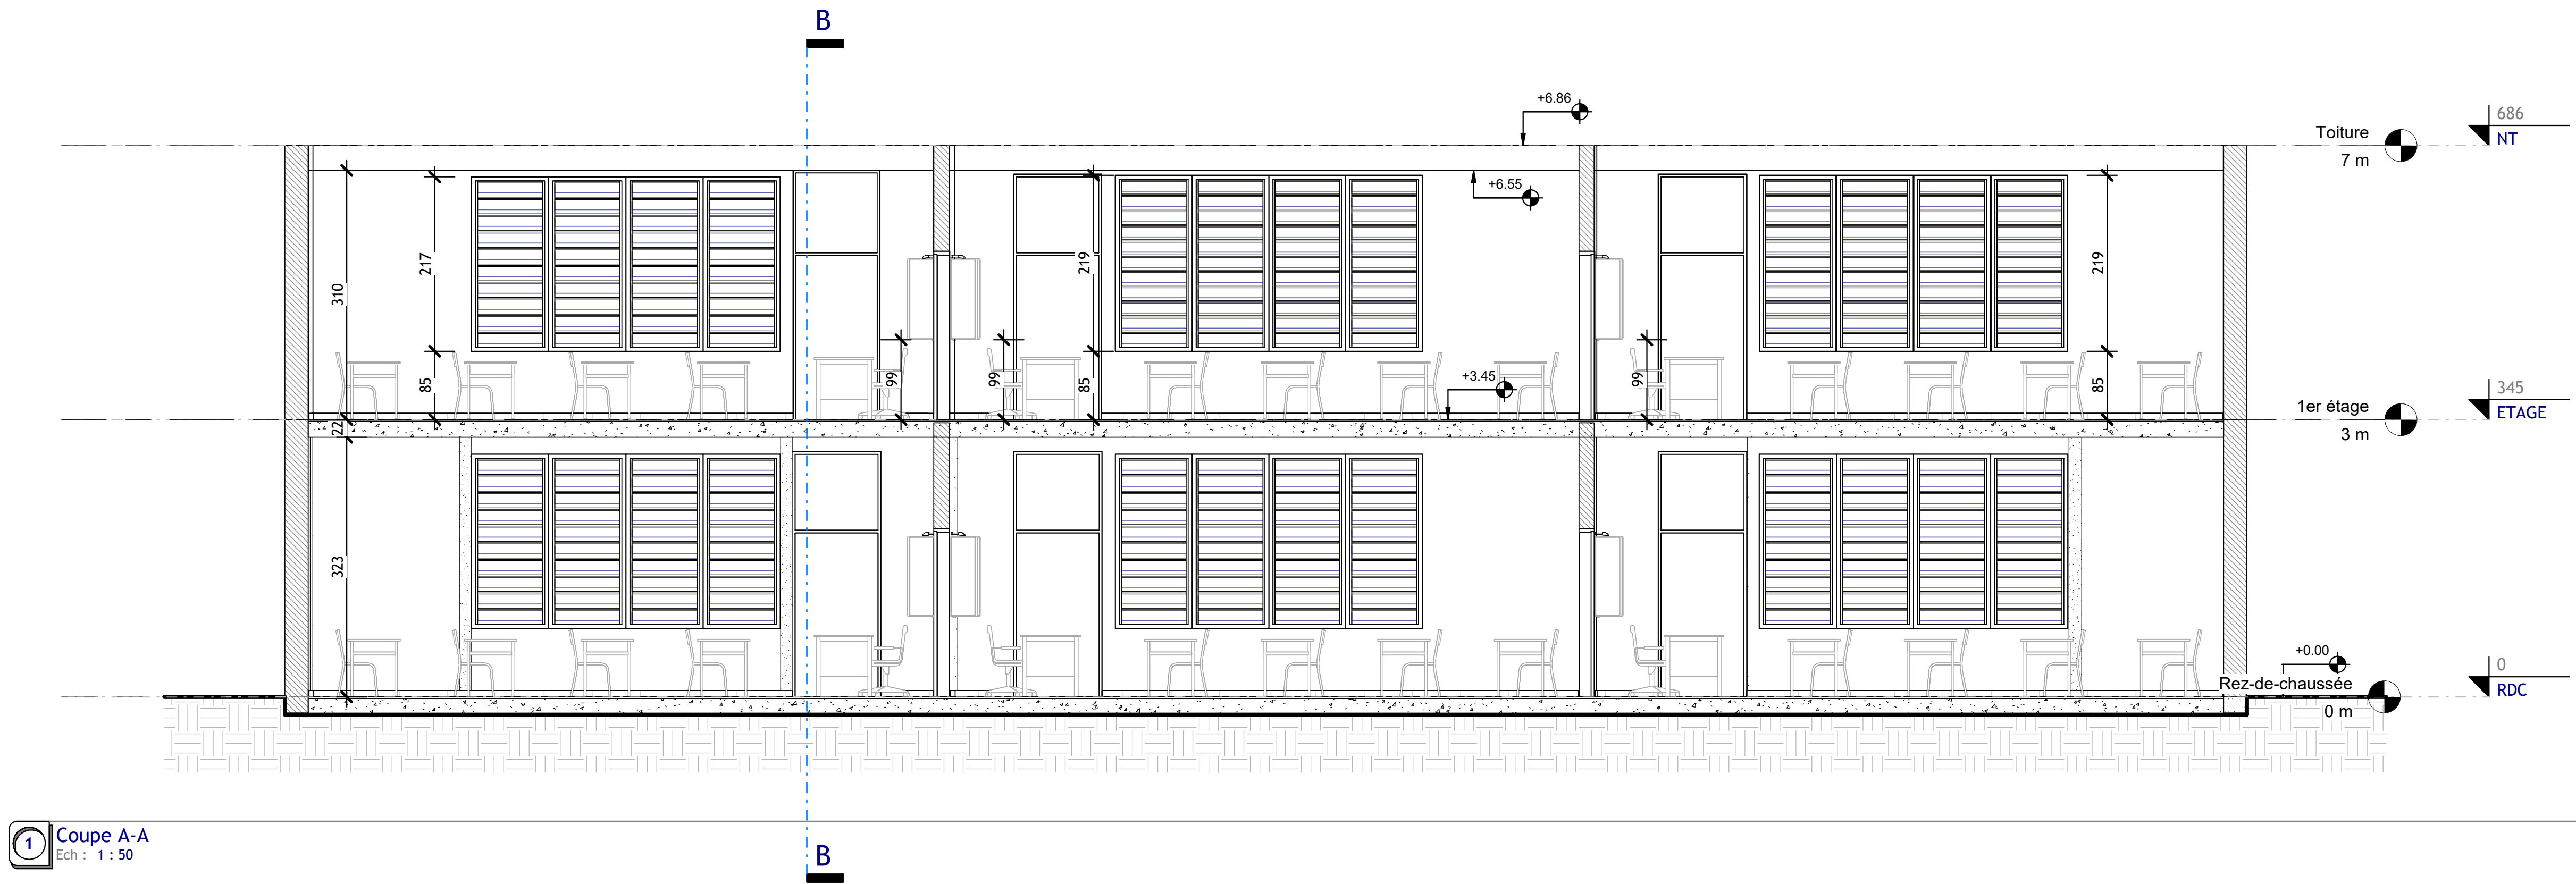 B
+6.86
686
NT
Toiture
7 m
+6.55
310
217
219
219
99
99
99
85
85
85
+3.45
345
ETAGE
1er étage
3 m
22
323
+0.00
0
RDC
Rez-de-chaussée
0 m
1
Coupe A-A
Ech : 1 : 50
B